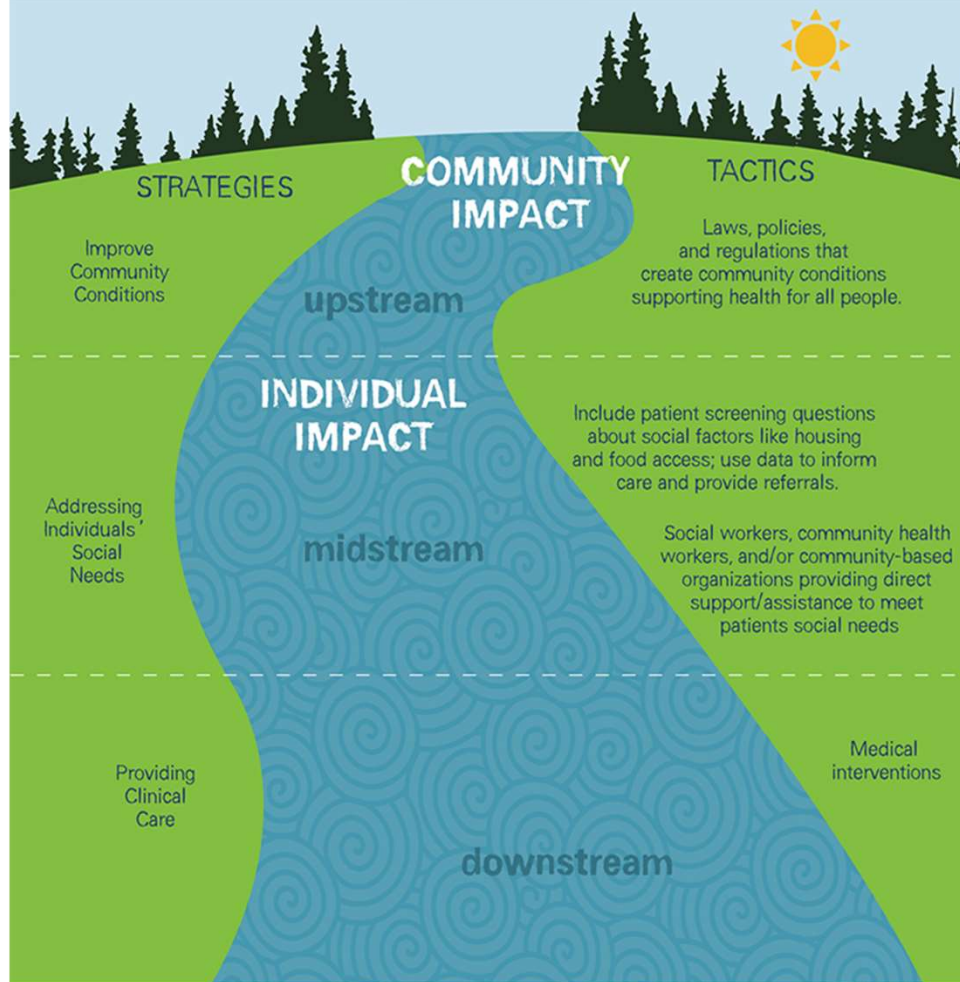 STRATEGIES
COMMUNITY
IMPACT
TACTICS
Improve
Community
Conditions
upstream
Laws, policies,
and regulations that
create community conditions
supporting health for all people.
INDIVIDUAL
IMPACT
Addressing
Individuals'
Social
Needs
midstream
Include patient screening questions
about social factors like housing
and food access; use data to inform
care and provide referrals.
Social workers, community health
workers, and/or community-based
organizations providing direct
support/assistance to meet
patients social needs
Providing
Clinical
Care
downstream
Medical
interventions